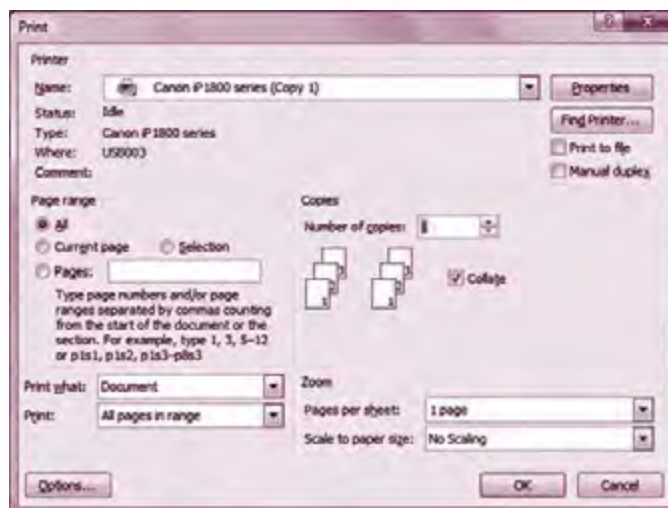 Print
Printer
Name: Canon iP1800 series (Copy 1) Properties
Status: Idle Find Printer...
Type: Canon iP1800 series
Where: USB003 Print to file
Comment: Manual duplex
Page range
All
Current page Selection
Pages:
Type page numbers and/or page
ranges separated by commas counting
from the start of the document or the
section. For example, type 1, 3, 5–12
or p1s1, p1s2, p1s3–p8s3
Copies
Number of copies: 1
Collate
Print what: Document
Print: All pages in range
Zoom
Pages per sheet: 1 page
Scale to paper size: No Scaling
Options... OK Cancel